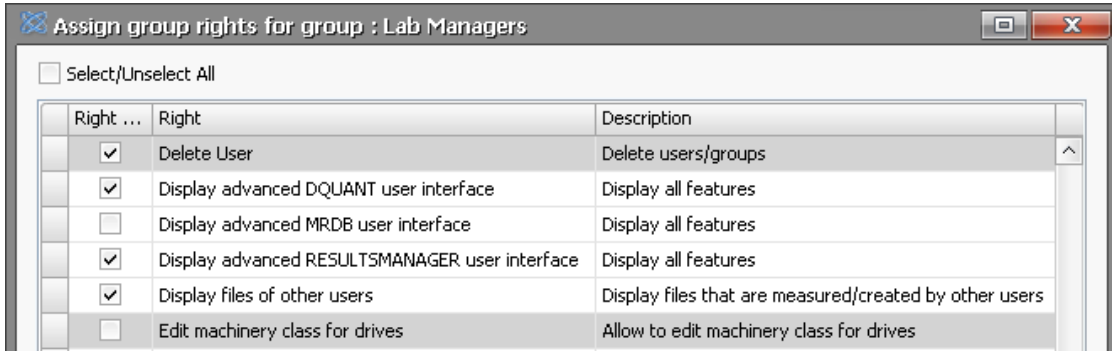 Assign group rights for group : Lab Managers
Select/Unselect All
Right ... Right Description
Delete User Delete users/groups
Display advanced DQUANT user interface Display all features
Display advanced MRDB user interface Display all features
Display advanced RESULTSMANAGER user interface Display all features
Display files of other users Display files that are measured/created by other users
Edit machinery class for drives Allow to edit machinery class for drives